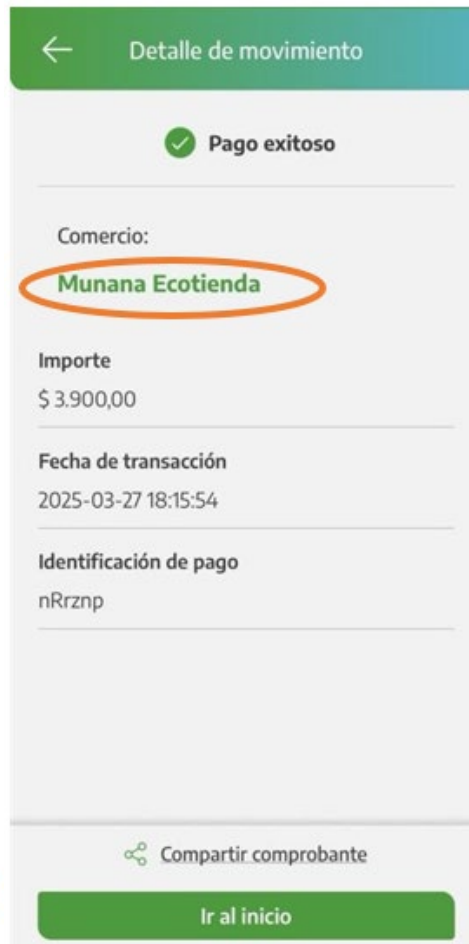 Detalle de movimiento
Pago exitoso
Comercio:
Munana Ecotienda
Importe
$ 3.900,00
Fecha de transacción
2025-03-27 18:15:54
Identificación de pago
nRrznp
Compartir comprobante
Ir al inicio